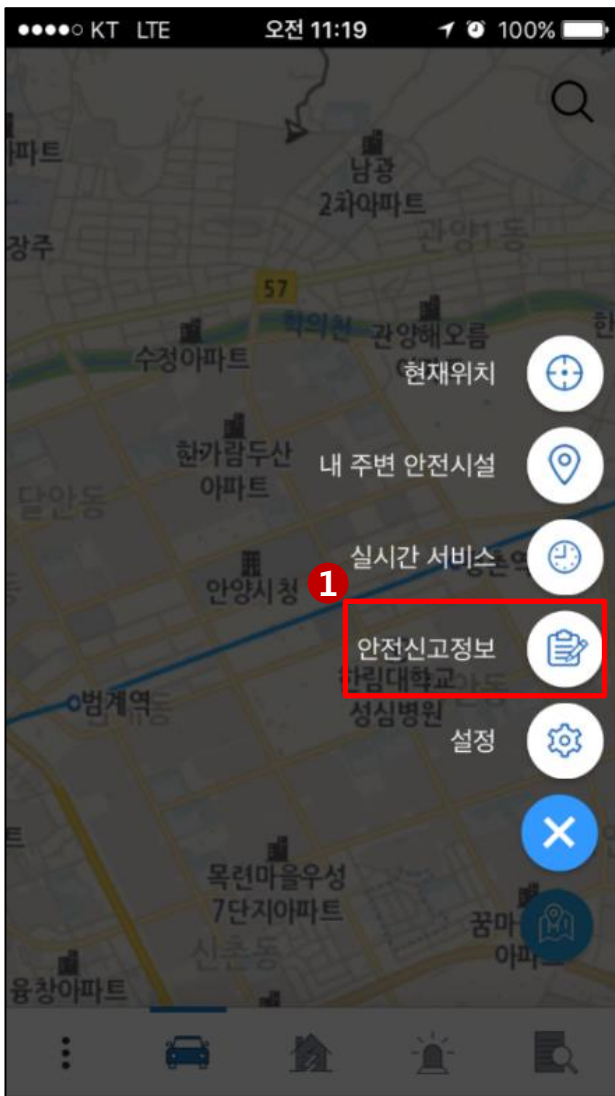 KT LTE 오전 11:19 100%
남광
2차아파트
관양1동
장주
57
학의천
관양해오름
수정아파트
현재위치
한가람두산
아파트
내 주변 안전시설
달안동
실시간 서비스
안양시청
1
안전신고정보
한림대학교
성심병원
범계역
설정
목련마을우성
7단지아파트
신촌동
꿈마
아파
융창아파트